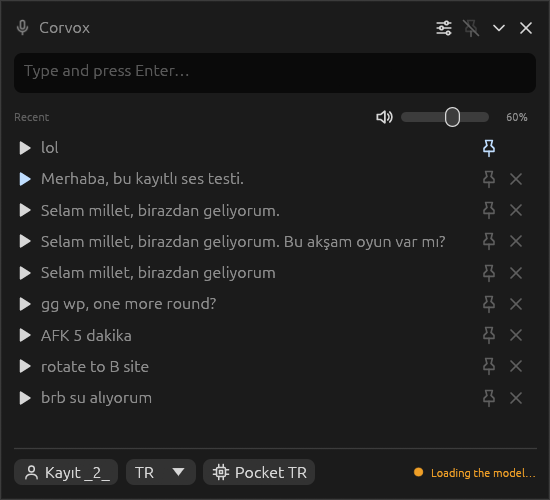 Corvox
Type and press Enter...
Recent
60%
lol
Merhaba, bu kayıtlı ses testi.
Selam millet, birazdan geliyorum.
Selam millet, birazdan geliyorum. Bu akşam oyun var mı?
Selam millet, birazdan geliyorum
gg wp, one more round?
AFK 5 dakika
rotate to B site
brb su alıyorum
Kayıt _2_ TR Pocket TR Loading the model...